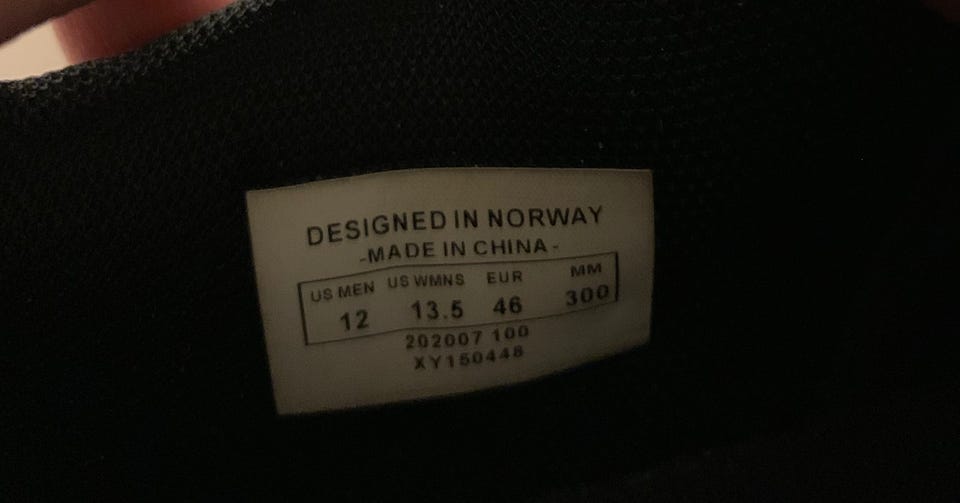 DESIGNED IN NORWAY
-MADE IN CHINA-
US MEN US WMNS EUR MM
12 13.5 46 300
202007 100
XY150448